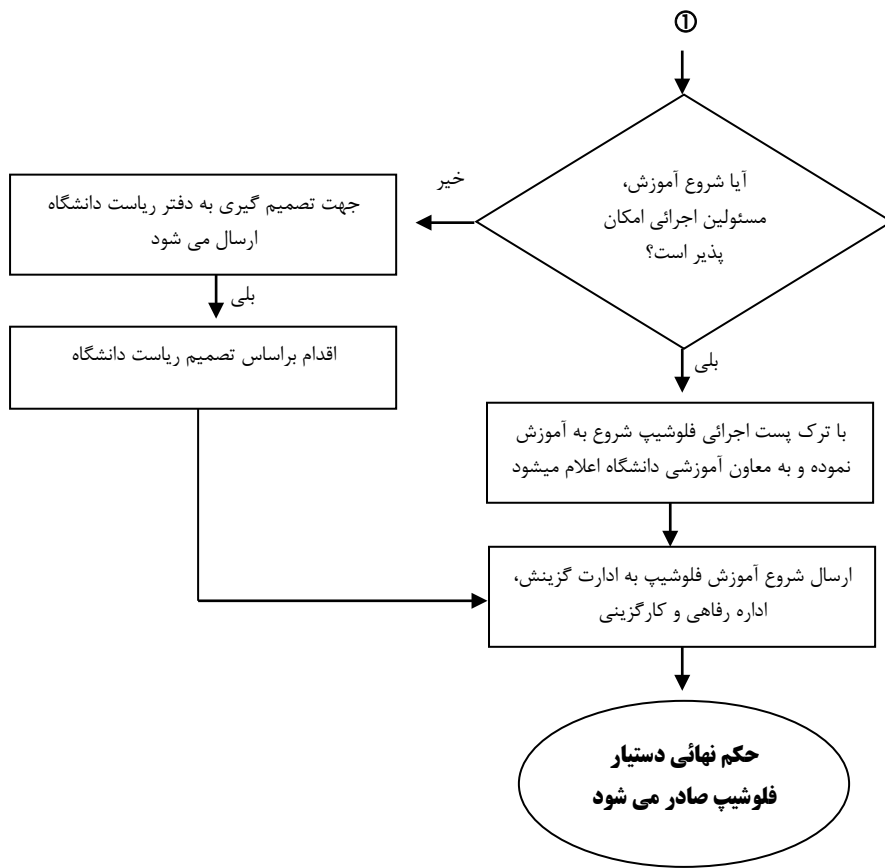 ①
آیا شروع آموزش،
مسئولین اجرائی امکان
پذیر است؟
خیر
جهت تصمیم گیری به دفتر ریاست دانشگاه
ارسال می شود
بلی
اقدام براساس تصمیم ریاست دانشگاه
بلی
با ترک پست اجرائی فلوشیپ شروع به آموزش
نموده و به معاون آموزشی دانشگاه اعلام میشود
ارسال شروع آموزش فلوشیپ به ادارت گزینش،
اداره رفاهی و کارگزینی
حکم نهائی دستیار
فلوشیپ صادر می شود